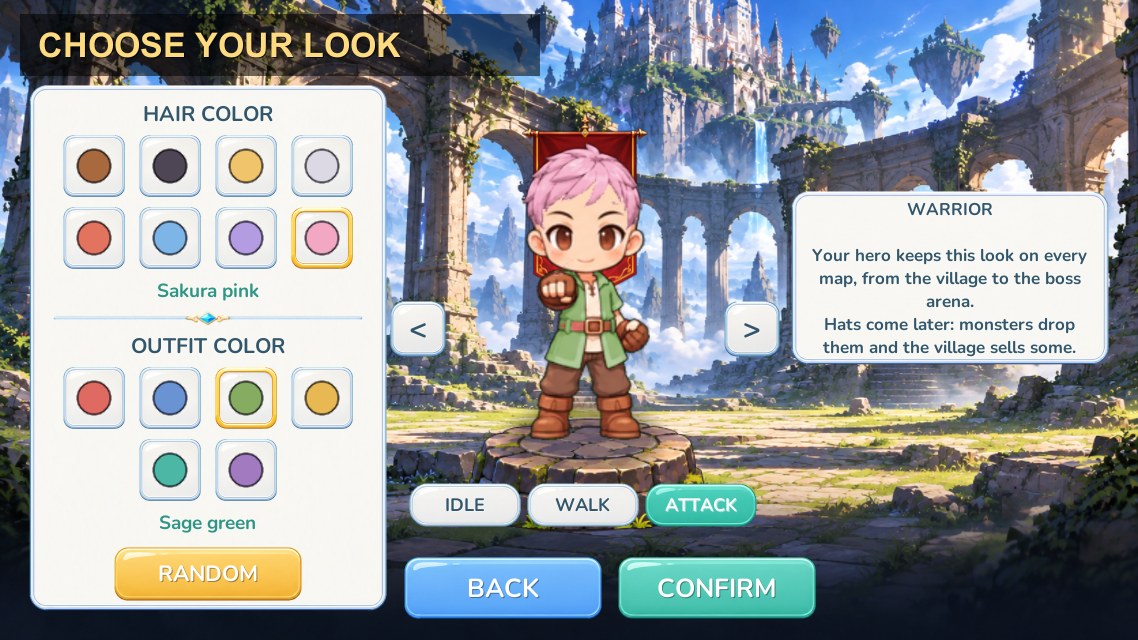 CHOOSE YOUR LOOK
HAIR COLOR
Sakura pink
OUTFIT COLOR
Sage green
RANDOM
<
>
IDLE
WALK
ATTACK
BACK
CONFIRM
WARRIOR
Your hero keeps this look on every
map, from the village to the boss
arena.
Hats come later: monsters drop
them and the village sells some.